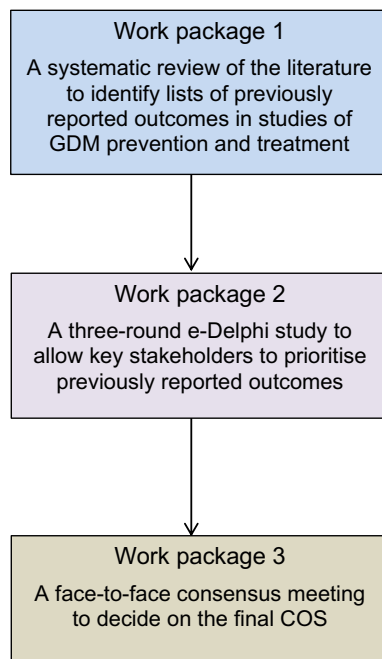 Work package 1
A systematic review of the literature
to identify lists of previously
reported outcomes in studies of
GDM prevention and treatment
Work package 2
A three-round e-Delphi study to
allow key stakeholders to prioritise
previously reported outcomes
Work package 3
A face-to-face consensus meeting
to decide on the final COS